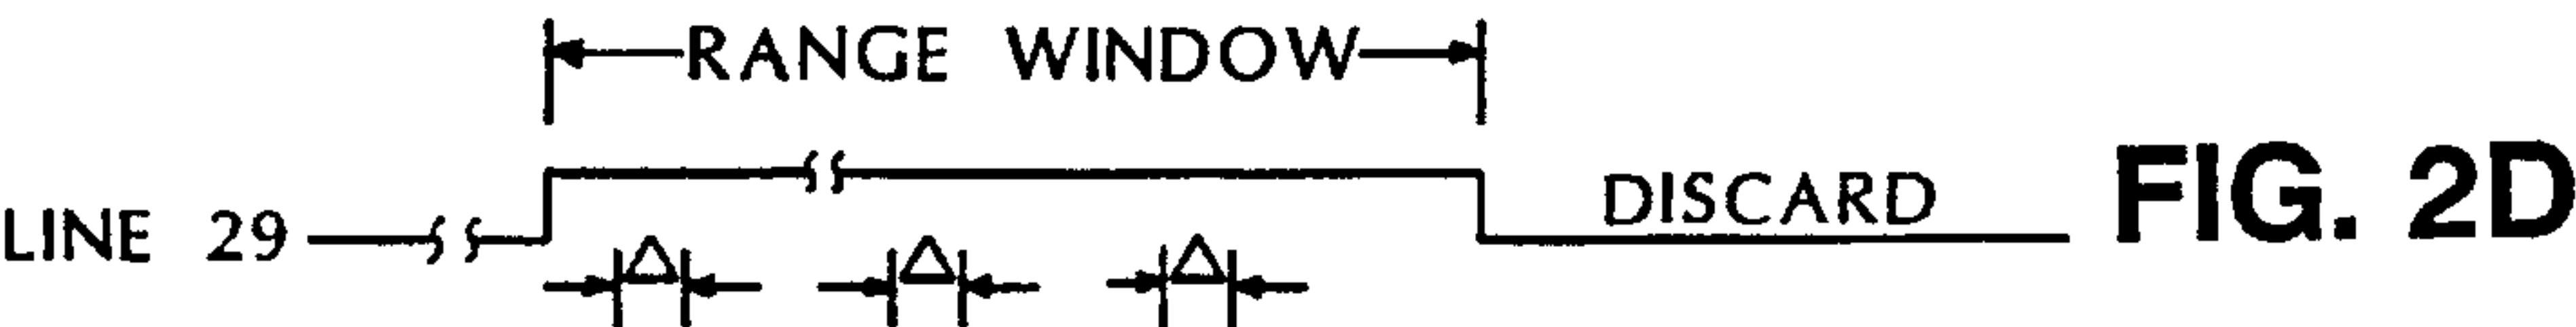 RANGE WINDOW
LINE 29
DISCARD
FIG. 2D
Δ Δ Δ